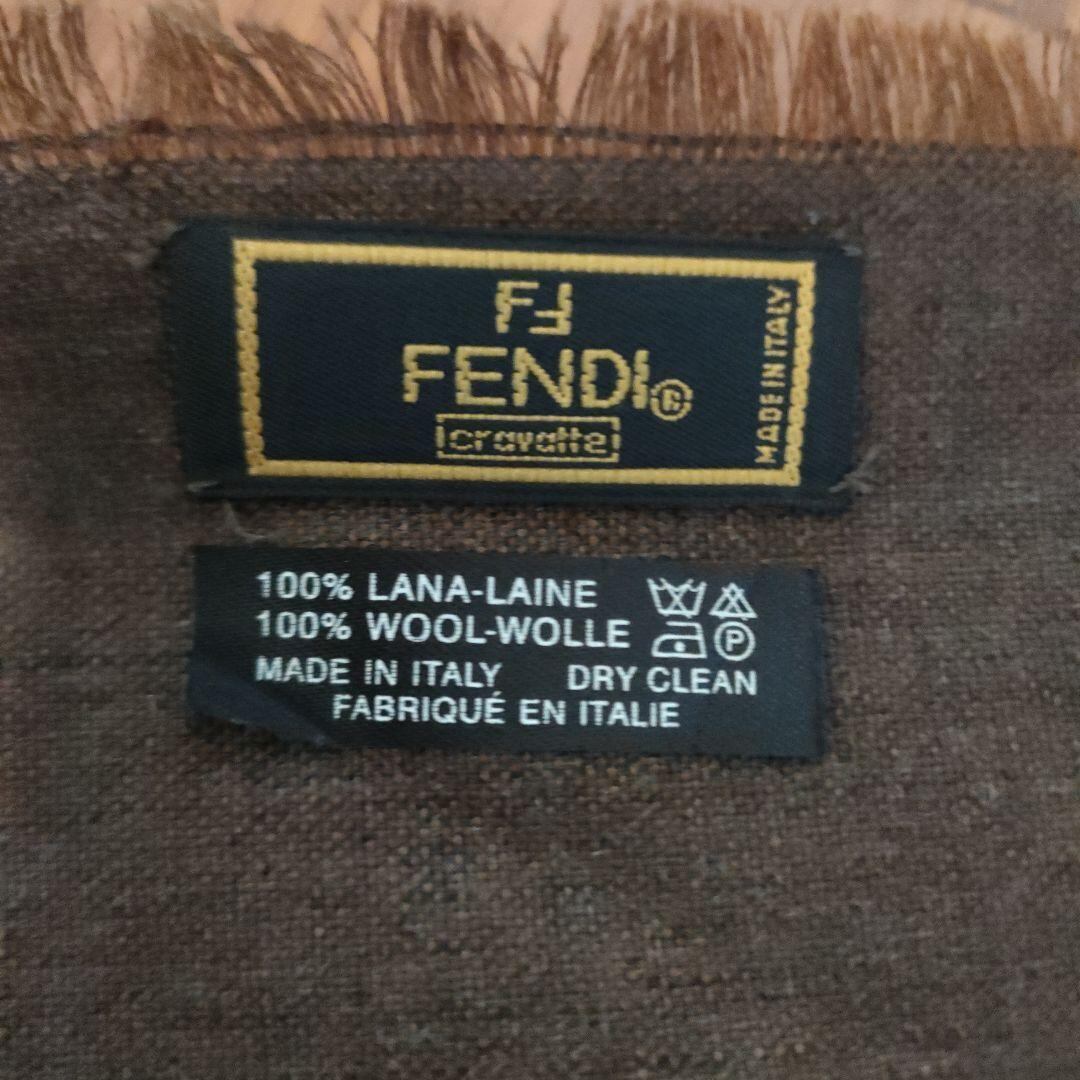 FF
FENDI®
cravatte
MADE IN ITALY
100% LANA-LAINE
100% WOOL-WOLLE
P
MADE IN ITALY DRY CLEAN
FABRIQUÉ EN ITALIE